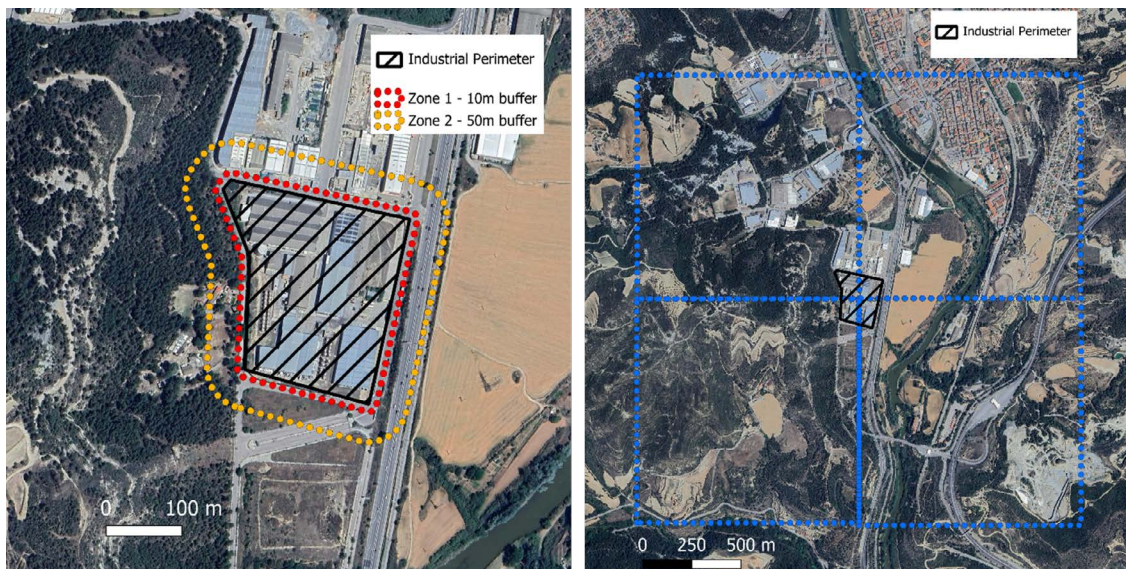 Industrial Perimeter
Zone 1 - 10m buffer
Zone 2 - 50m buffer
0 100 m
Industrial Perimeter
0 250 500 m